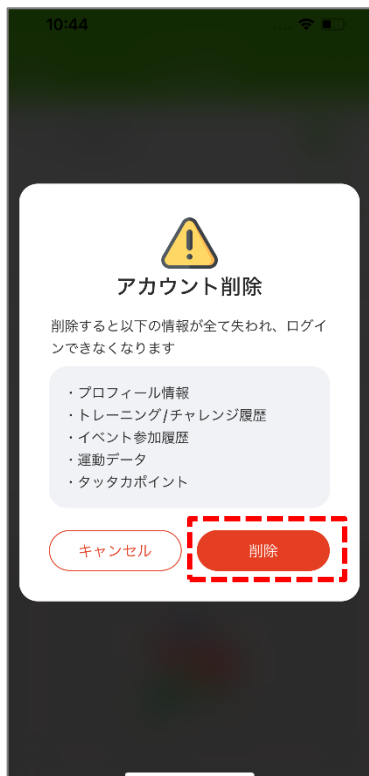 10:44
アカウント削除
削除すると以下の情報が全て失われ、ログイ
ンできなくなります
・プロフィール情報
・トレーニング/チャレンジ履歴
・イベント参加履歴
・運動データ
・タッタカポイント
キャンセル
削除